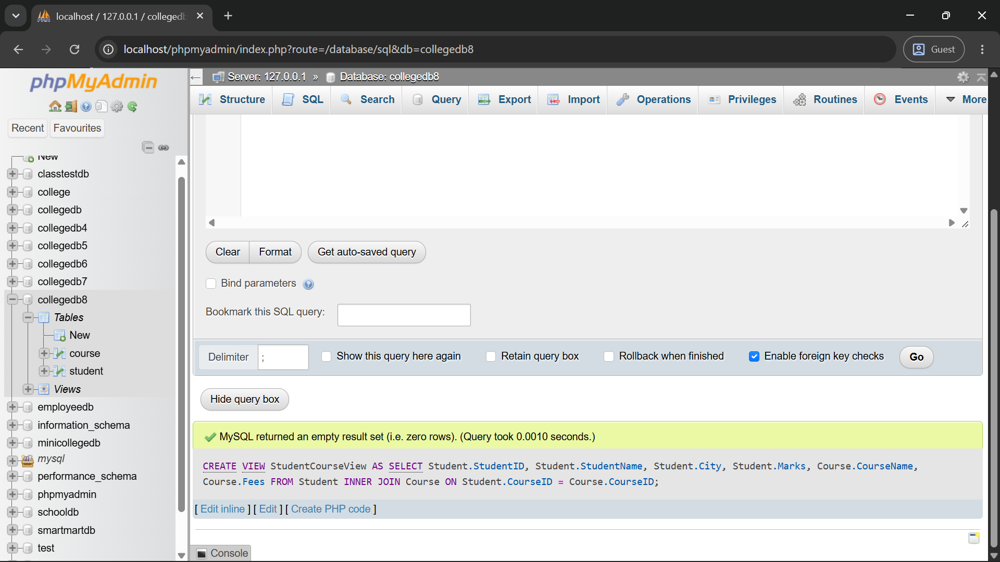 localhost / 127.0.0.1 / collegedb
localhost/phpmyadmin/index.php?route=/database/sql&db=collegedb8
Guest
phpMyAdmin
Recent
Favourites
New
classtestdb
college
collegedb
collegedb4
collegedb5
collegedb6
collegedb7
collegedb8
Tables
New
course
student
Views
employeedb
information_schema
minicollegedb
mysql
performance_schema
phpmyadmin
schooldb
smartmartdb
test
Server: 127.0.0.1 » Database: collegedb8
Structure SQL Search Query Export Import Operations Privileges Routines Events More
Clear Format Get auto-saved query
Bind parameters
Bookmark this SQL query:
Delimiter ; Show this query here again Retain query box Rollback when finished Enable foreign key checks Go
Hide query box
MySQL returned an empty result set (i.e. zero rows). (Query took 0.0010 seconds.)
CREATE VIEW StudentCourseView AS SELECT Student.StudentID, Student.StudentName, Student.City, Student.Marks, Course.CourseName,
Course.Fees FROM Student INNER JOIN Course ON Student.CourseID = Course.CourseID;
[ Edit inline ] [ Edit ] [ Create PHP code ]
Console